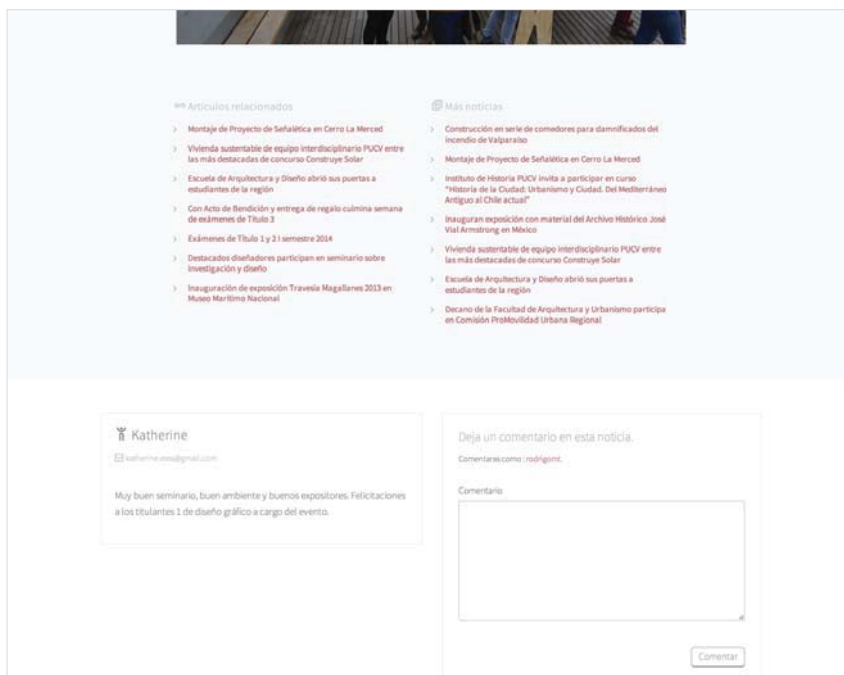 Artículos relacionados
Montaje de Proyecto de Señalética en Cerro La Merced
Vivienda sustentable de equipo interdisciplinario PUCV entre
las más destacadas de concurso Construye Solar
Escuela de Arquitectura y Diseño abrió sus puertas a
estudiantes de la región
Con Acto de Bendición y entrega de regalo culmina semana
de exámenes de Título 3
Exámenes de Título 1 y 2 I semestre 2014
Destacados diseñadores participan en seminario sobre
investigación y diseño
Inauguración de exposición Travesía Magallanes 2013 en
Museo Marítimo Nacional
Más noticias
Construcción en serie de comedores para damnificados del
incendio de Valparaíso
Montaje de Proyecto de Señalética en Cerro La Merced
Instituto de Historia PUCV invita a participar en curso
"Historia de la Ciudad: Urbanismo y Ciudad. Del Mediterráneo
Antiguo al Chile actual"
Inauguran exposición con material del Archivo Histórico José
Vial Armstrong en México
Vivienda sustentable de equipo interdisciplinario PUCV entre
las más destacadas de concurso Construye Solar
Escuela de Arquitectura y Diseño abrió sus puertas a
estudiantes de la región
Decano de la Facultad de Arquitectura y Urbanismo participa
en Comisión ProMovilidad Urbana Regional
Katherine
Muy buen seminario, buen ambiente y buenos expositores. Felicitaciones
a los titulantes 1 de diseño gráfico a cargo del evento.
Deja un comentario en esta noticia.
Comentares como : rodrigomt.
Comentario
Comentar